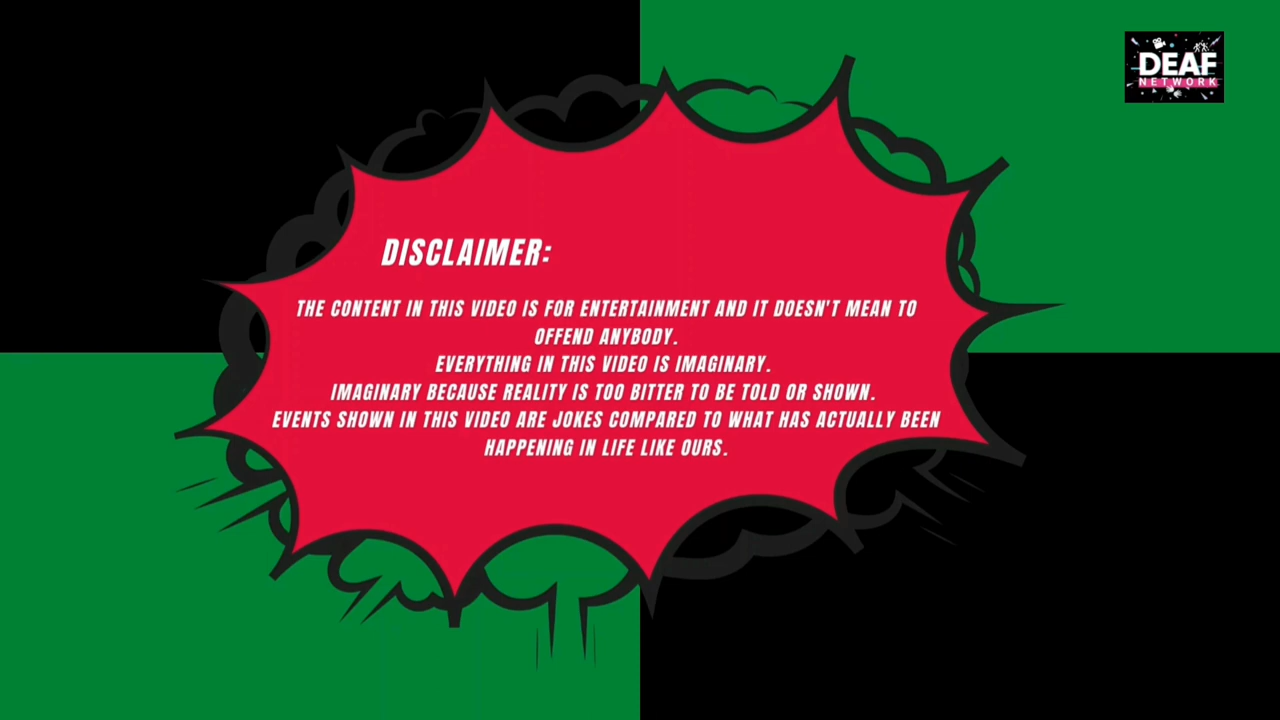 DEAF
NETWORK
DISCLAIMER:
THE CONTENT IN THIS VIDEO IS FOR ENTERTAINMENT AND IT DOESN'T MEAN TO
OFFEND ANYBODY.
EVERYTHING IN THIS VIDEO IS IMAGINARY.
IMAGINARY BECAUSE REALITY IS TOO BITTER TO BE TOLD OR SHOWN.
EVENTS SHOWN IN THIS VIDEO ARE JOKES COMPARED TO WHAT HAS ACTUALLY BEEN
HAPPENING IN LIFE LIKE OURS.